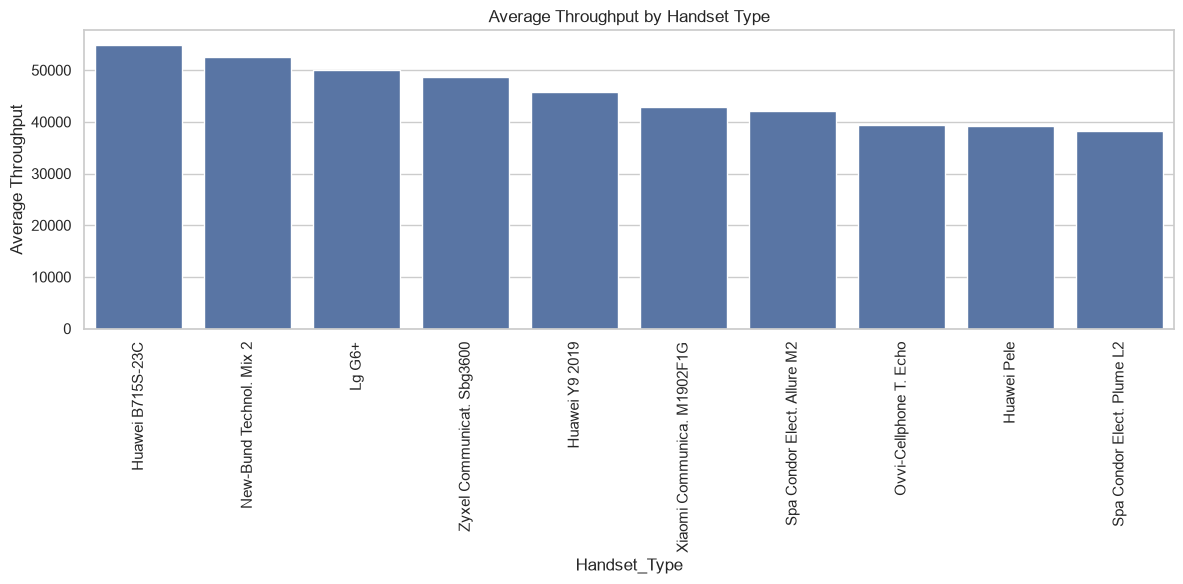 Average Throughput by Handset Type
Average Throughput
50000
40000
30000
20000
10000
0
Huawei B715S-23C
New-Bund Technol. Mix 2
Lg G6+
Zyxel Communicat. Sbg3600
Huawei Y9 2019
Xiaomi Communica. M1902F1G
Spa Condor Elect. Allure M2
Ovvi-Cellphone T. Echo
Huawei Pele
Spa Condor Elect. Plume L2
Handset_Type